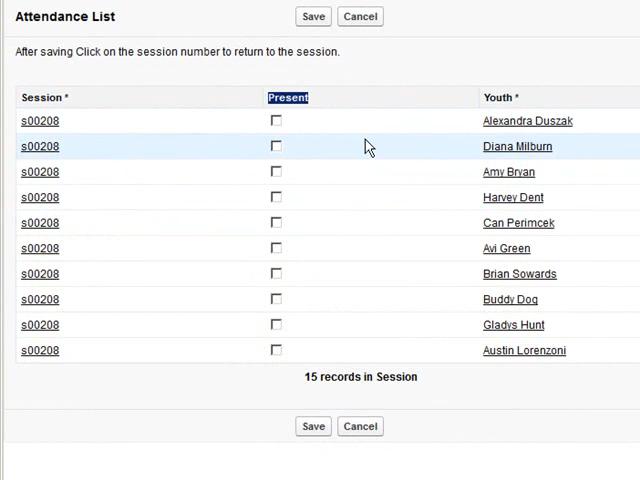 Attendance List Save Cancel
After saving Click on the session number to return to the session.
Session * Present Youth *
s00208 Alexandra Duszak
s00208 Diana Milburn
s00208 Amy Bryan
s00208 Harvey Dent
s00208 Can Perimcek
s00208 Avi Green
s00208 Brian Sowards
s00208 Buddy Dog
s00208 Gladys Hunt
s00208 Austin Lorenzoni
15 records in Session
Save Cancel